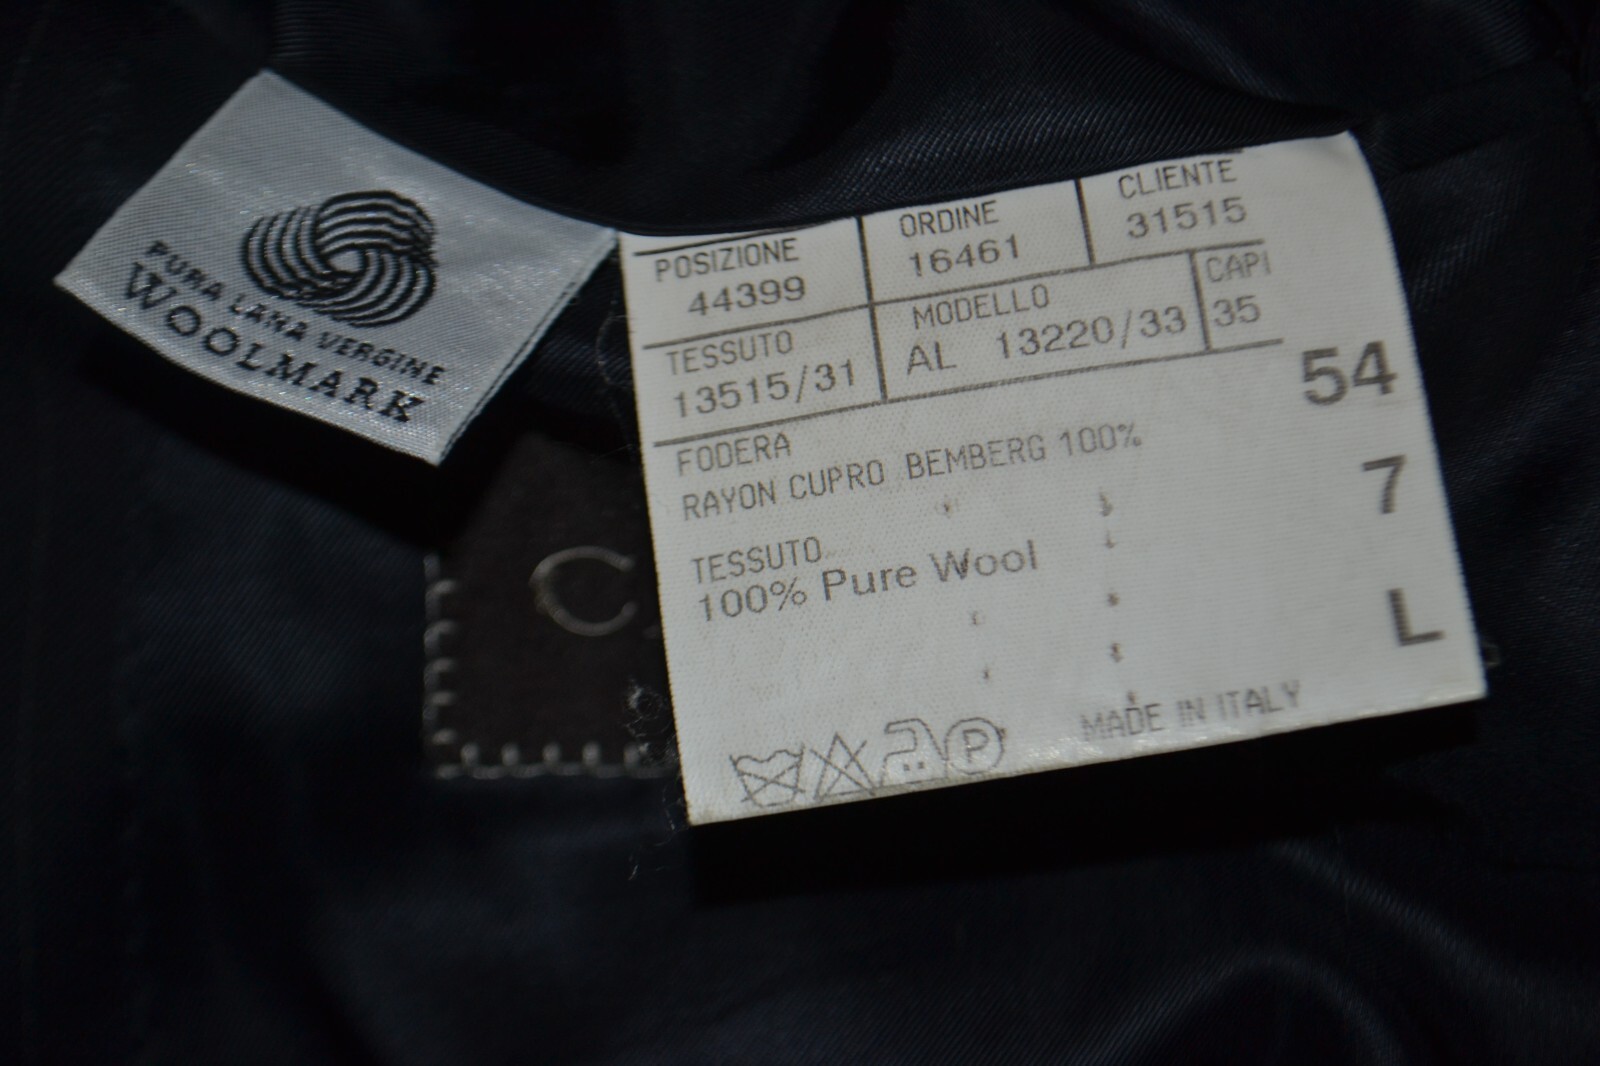 PURA LANA VERGINE
WOOLMARK
POSIZIONE
44399
ORDINE
16461
CLIENTE
31515
TESSUTO
13515/31
MODELLO
AL 13220/33
CAPI
35
54
7
L
FODERA
RAYON CUPRO BEMBERG 100%
TESSUTO
100% Pure Wool
P
MADE IN ITALY
C